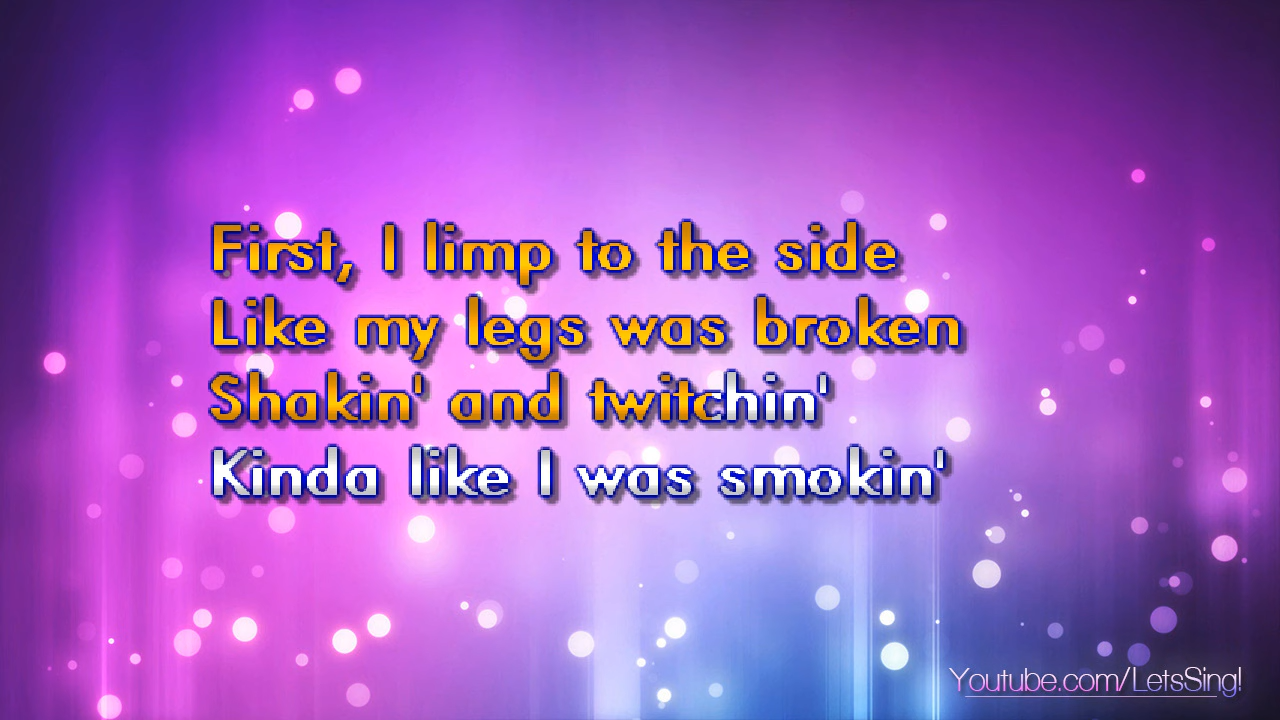 First, I limp to the side
Like my legs was broken
Shakin' and twitchin'
Kinda like I was smokin'
Youtube.com/LetsSing!